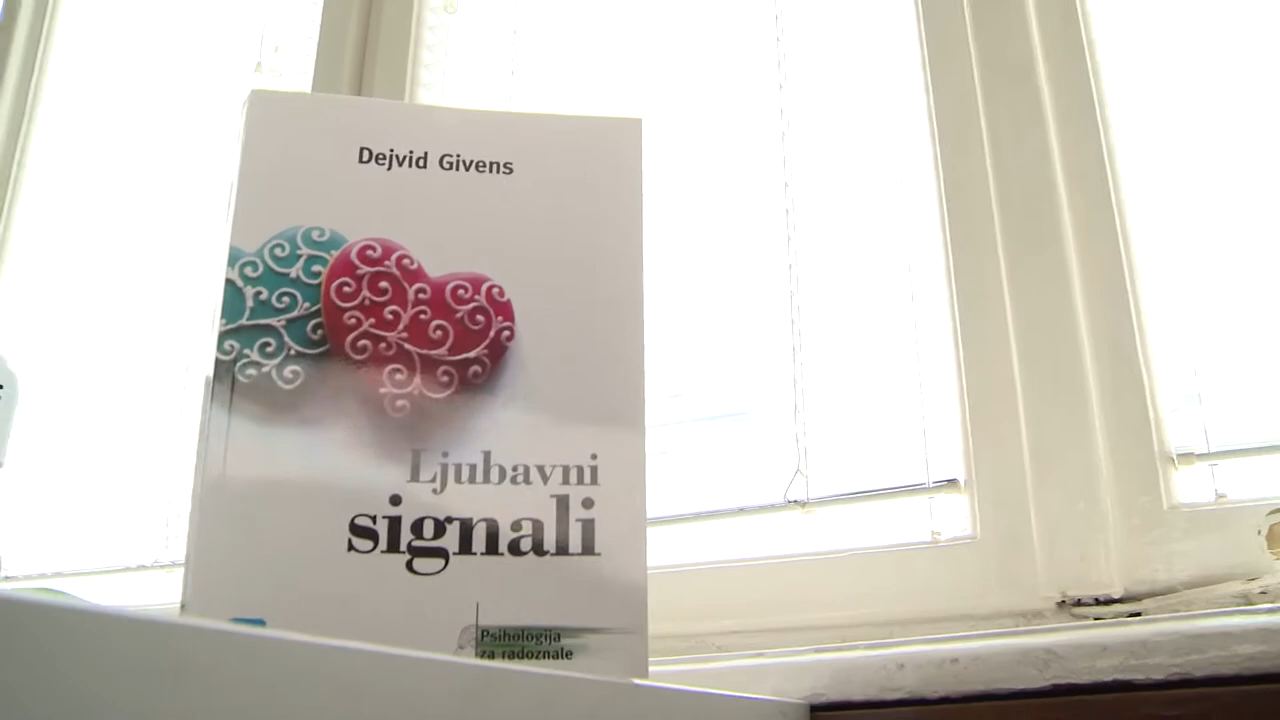 Dejvid Givens
Ljubavni
signali
Psihologija
za radoznale